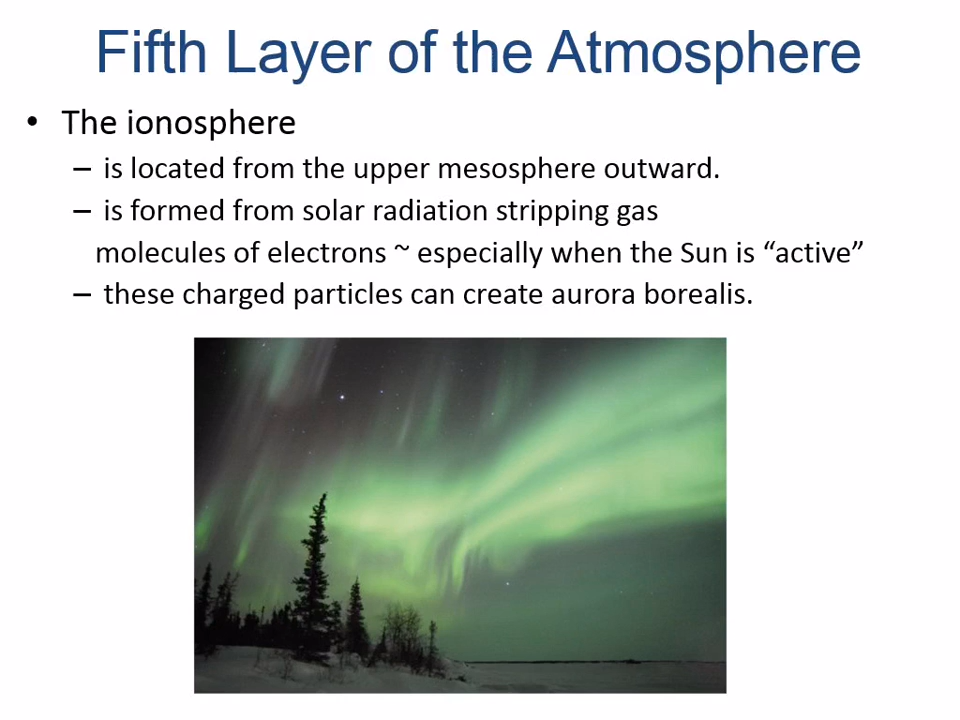 Fifth Layer of the Atmosphere
• The ionosphere
– is located from the upper mesosphere outward.
– is formed from solar radiation stripping gas
molecules of electrons ~ especially when the Sun is “active”
– these charged particles can create aurora borealis.